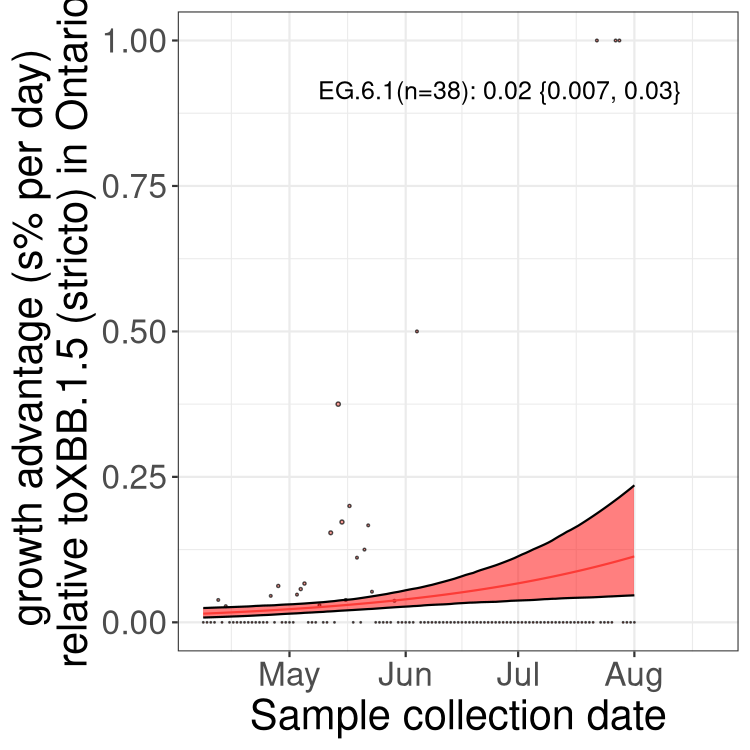 growth advantage (s% per day)
relative toXBB.1.5 (stricto) in Ontario
1.00
0.75
0.50
0.25
0.00
EG.6.1(n=38): 0.02 {0.007, 0.03}
May Jun Jul Aug
Sample collection date